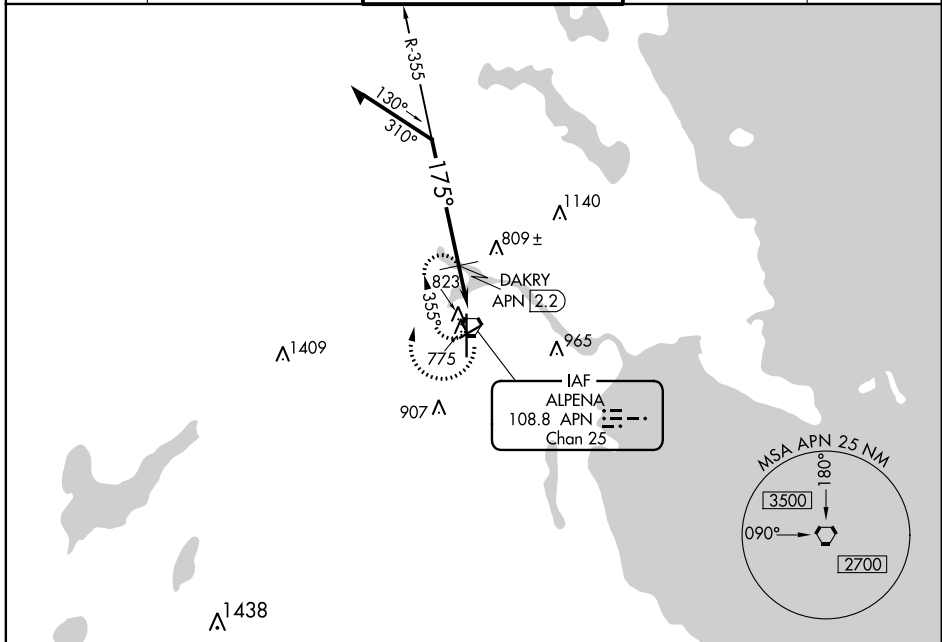 R-355
130°
310°
175°
1140
809 ±
823
DAKRY
APN 2.2
355°
775
965
1409
907
IAF
ALPENA
108.8 APN
Chan 25
MSA APN 25 NM
180°
3500
090°
2700
1438